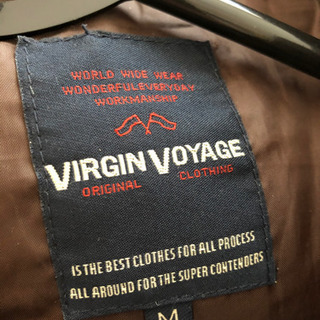 WORLD WIDE WEAR
WONDERFULEVERYDAY
WORKMANSHIP
VIRGIN VOYAGE
ORIGINAL CLOTHING
IS THE BEST CLOTHES FOR ALL PROCESS
ALL AROUND FOR THE SUPER CONTENDERS
M